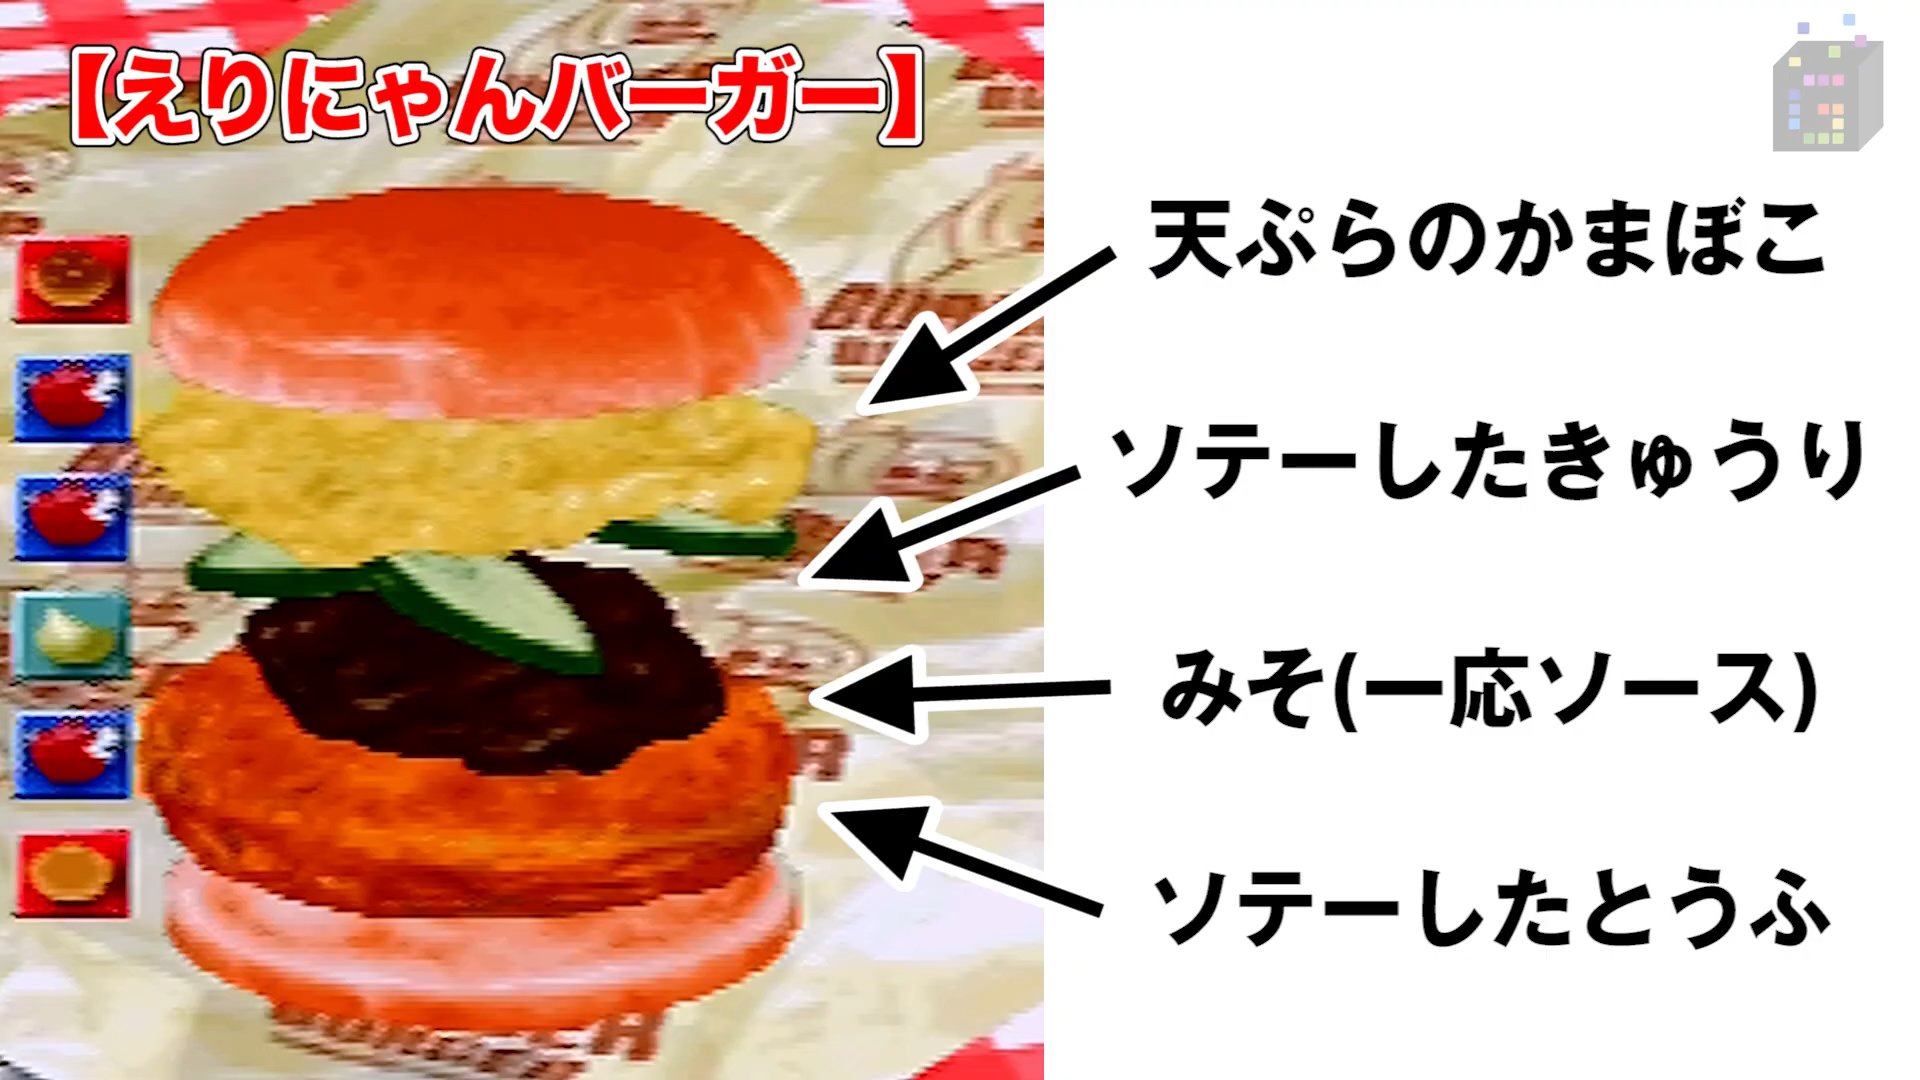 【えりにゃんバーガー】
天ぷらのかまぼこ
ソテーしたきゅうり
みそ(一応ソース)
ソテーしたとうふ